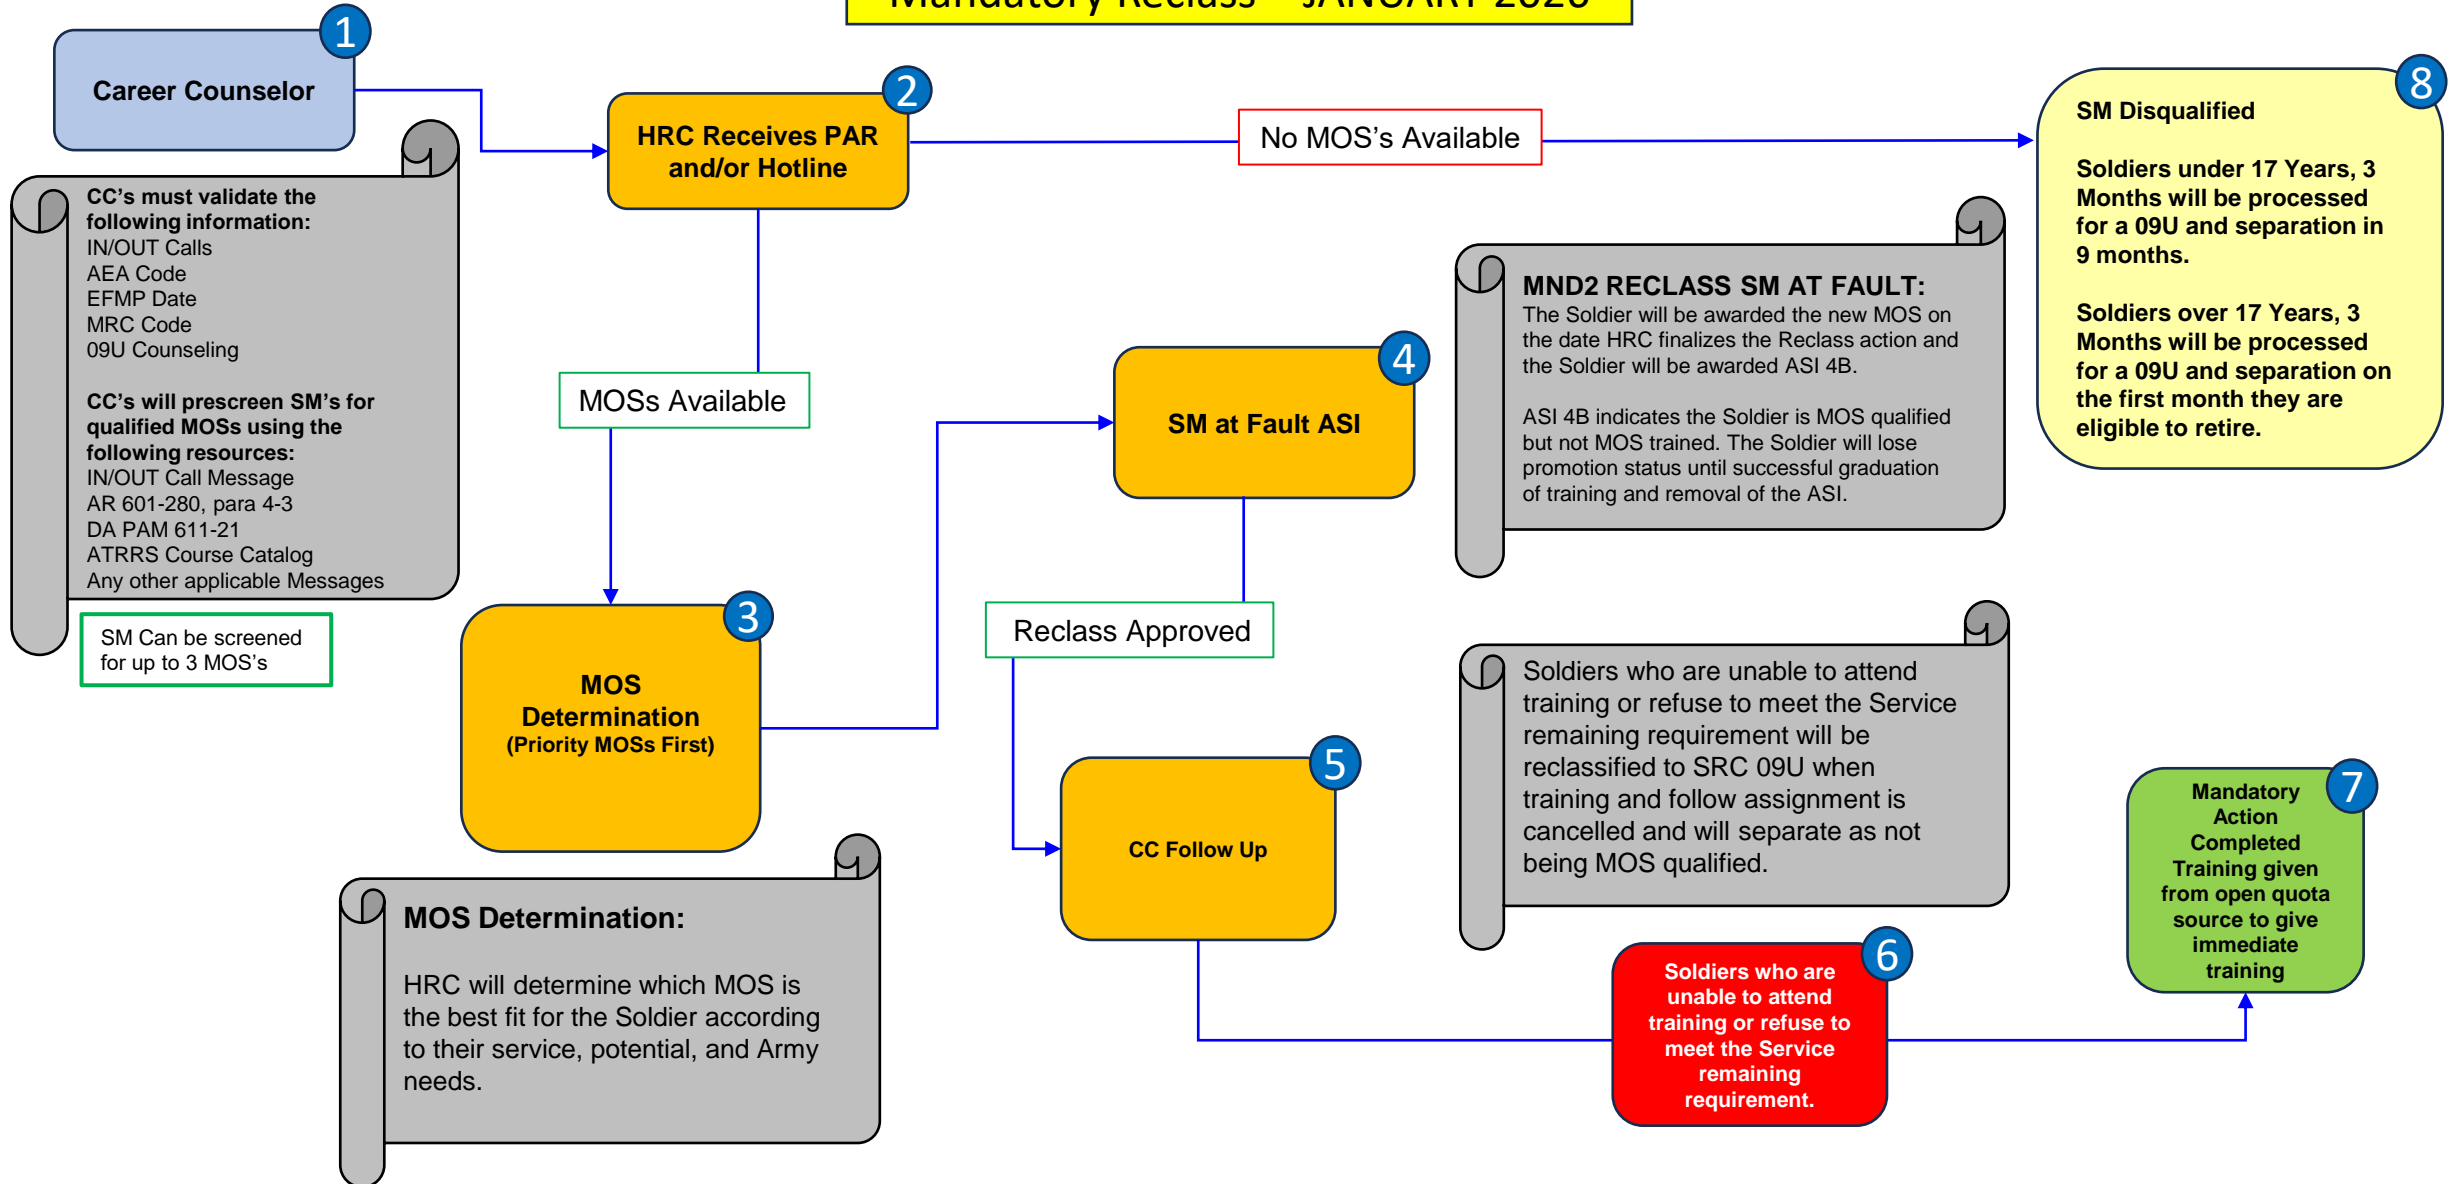 Mandatory Reclass – JANUARY 2026
1
Career Counselor
2
HRC Receives PAR
and/or Hotline
No MOS's Available
8
SM Disqualified
Soldiers under 17 Years, 3
Months will be processed
for a 09U and separation in
9 months.
Soldiers over 17 Years, 3
Months will be processed
for a 09U and separation on
the first month they are
eligible to retire.
CC's must validate the
following information:
IN/OUT Calls
AEA Code
EFMP Date
MRC Code
09U Counseling
CC's will prescreen SM's for
qualified MOSs using the
following resources:
IN/OUT Call Message
AR 601-280, para 4-3
DA PAM 611-21
ATRRS Course Catalog
Any other applicable Messages
SM Can be screened
for up to 3 MOS's
MOSs Available
3
MOS
Determination
(Priority MOSs First)
MOS Determination:
HRC will determine which MOS is
the best fit for the Soldier according
to their service, potential, and Army
needs.
4
SM at Fault ASI
MND2 RECLASS SM AT FAULT:
The Soldier will be awarded the new MOS on
the date HRC finalizes the Reclass action and
the Soldier will be awarded ASI 4B.
ASI 4B indicates the Soldier is MOS qualified
but not MOS trained. The Soldier will lose
promotion status until successful graduation
of training and removal of the ASI.
Reclass Approved
5
CC Follow Up
Soldiers who are unable to attend
training or refuse to meet the Service
remaining requirement will be
reclassified to SRC 09U when
training and follow assignment is
cancelled and will separate as not
being MOS qualified.
6
Soldiers who are
unable to attend
training or refuse to
meet the Service
remaining
requirement.
7
Mandatory
Action
Completed
Training given
from open quota
source to give
immediate
training